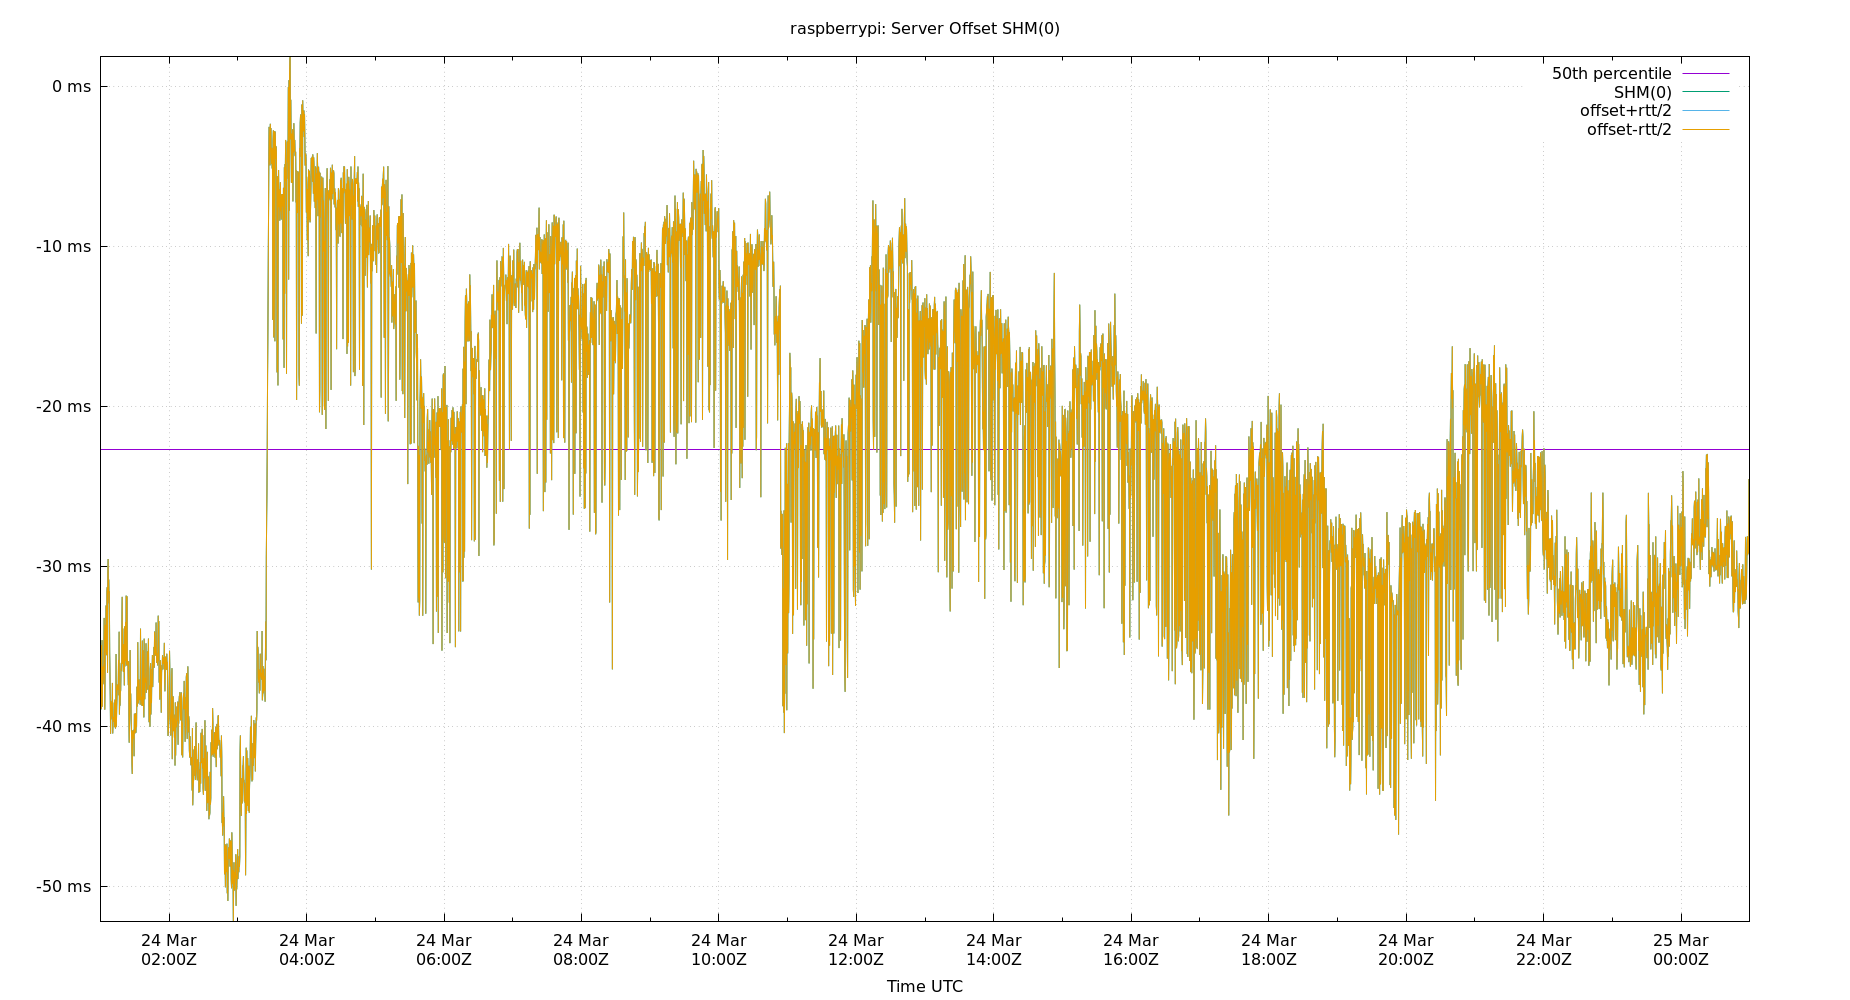 raspberrypi: Server Offset SHM(0)
50th percentile
SHM(0)
offset+rtt/2
offset-rtt/2
0 ms
-10 ms
-20 ms
-30 ms
-40 ms
-50 ms
24 Mar 24 Mar 24 Mar 24 Mar 24 Mar 24 Mar 24 Mar 24 Mar 24 Mar 24 Mar 24 Mar 25 Mar
02:00Z 04:00Z 06:00Z 08:00Z 10:00Z 12:00Z 14:00Z 16:00Z 18:00Z 20:00Z 22:00Z 00:00Z
Time UTC